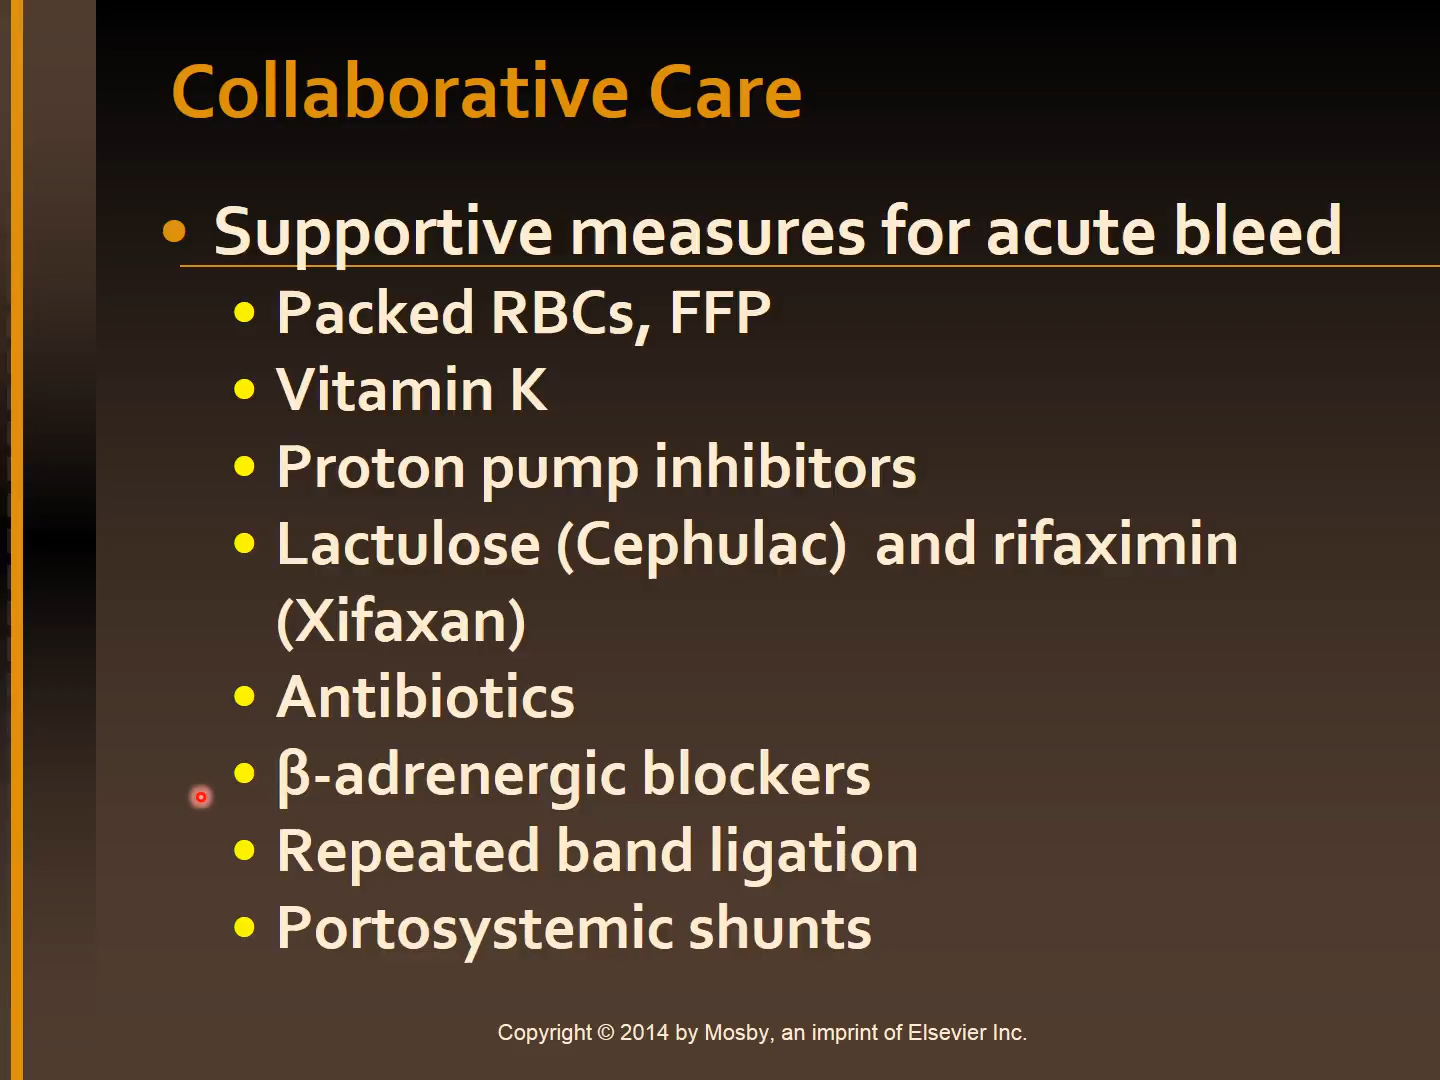 Collaborative Care
• Supportive measures for acute bleed
• Packed RBCs, FFP
• Vitamin K
• Proton pump inhibitors
• Lactulose (Cephulac)  and rifaximin
(Xifaxan)
• Antibiotics
• β-adrenergic blockers
• Repeated band ligation
• Portosystemic shunts
Copyright © 2014 by Mosby, an imprint of Elsevier Inc.